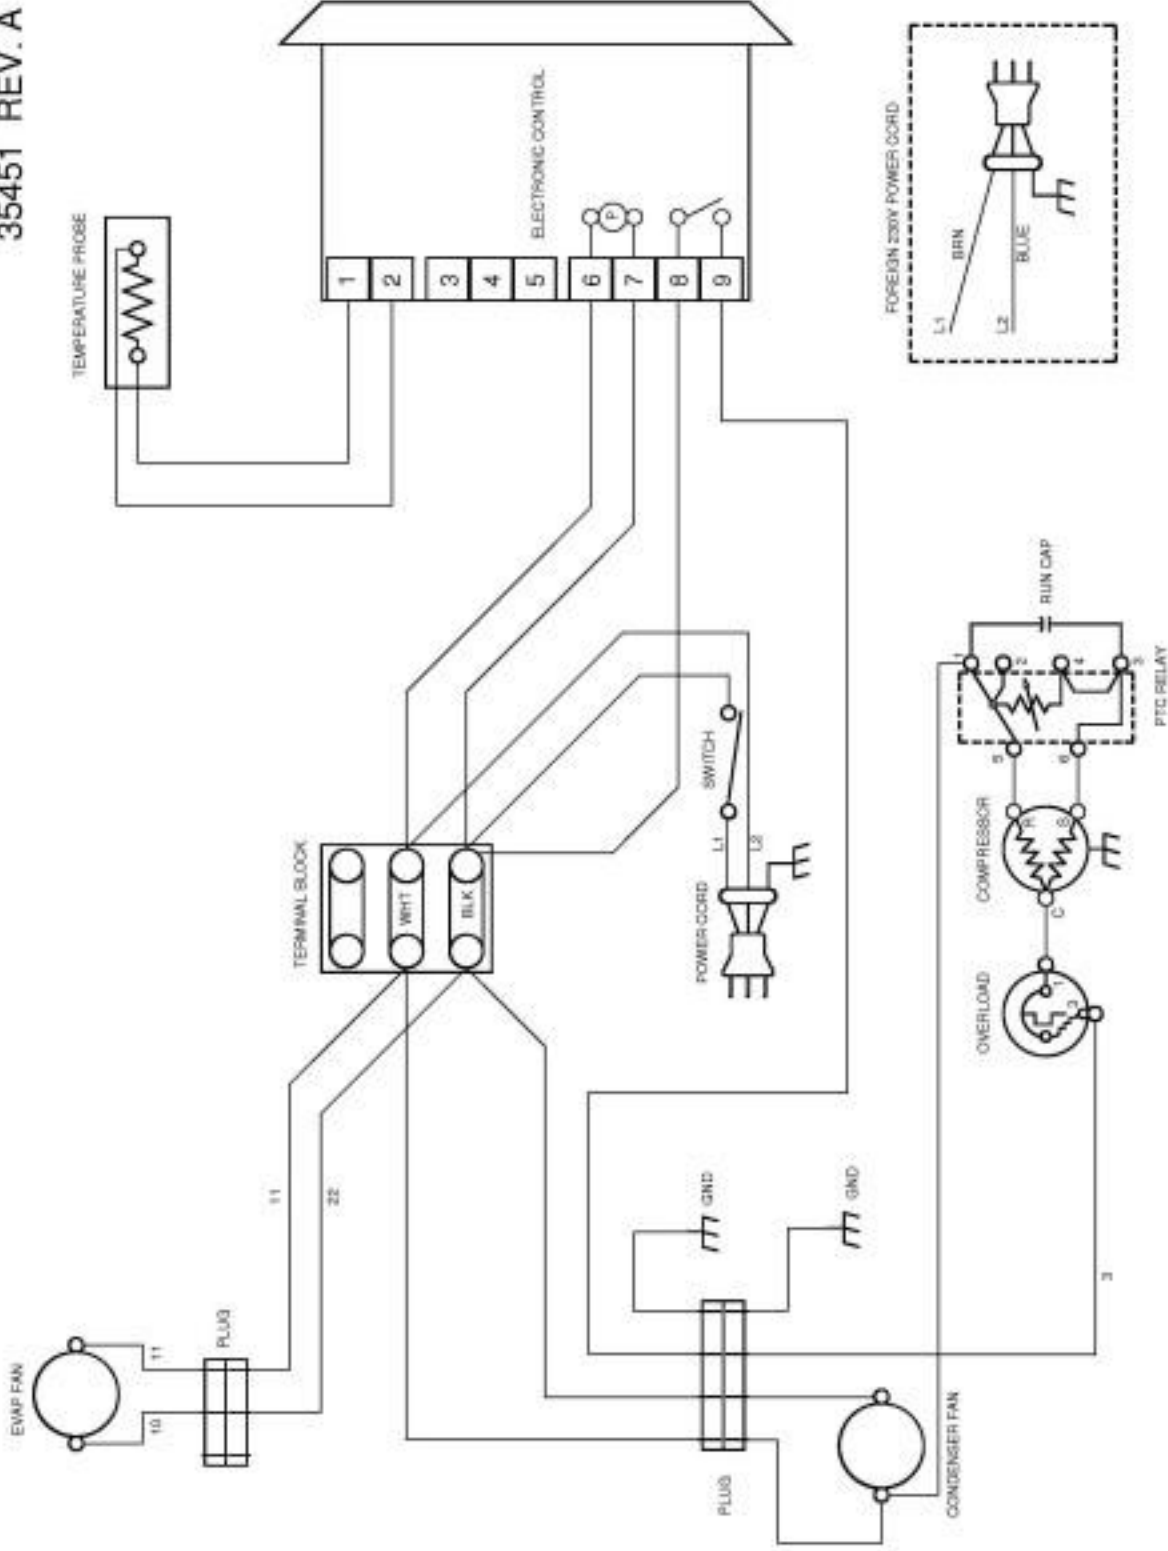 35451 REV. A
TEMPERATURE PROBE
ELECTRONIC CONTROL
1
2
3
4
5
6
7
8
9
P
FOREIGN 230V POWER CORD
BRN
BLUE
L1
L2
TERMINAL BLOCK
WHT
BLK
SWITCH
L1
L2
POWER CORD
RUN CAP
PTC RELAY
1
2
4
3
5
6
COMPRESSOR
R
S
C
OVERLOAD
1
3
EVAP FAN
11
10
PLUG
11
22
GND
GND
PLUG
CONDENSER FAN
3